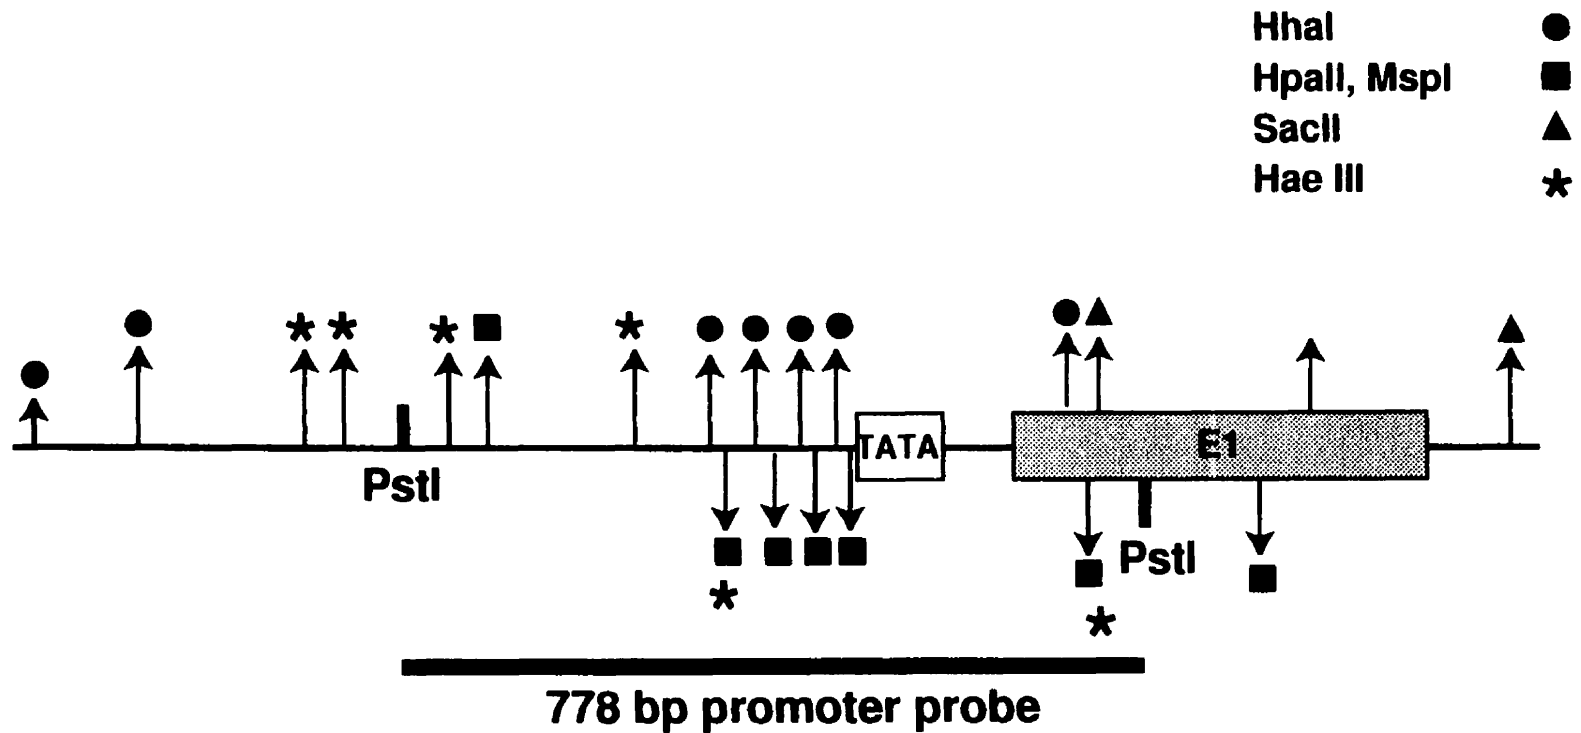 HhaI
HpaII, MspI
SacII
Hae III
TATA
E1
PstI
PstI
778 bp promoter probe